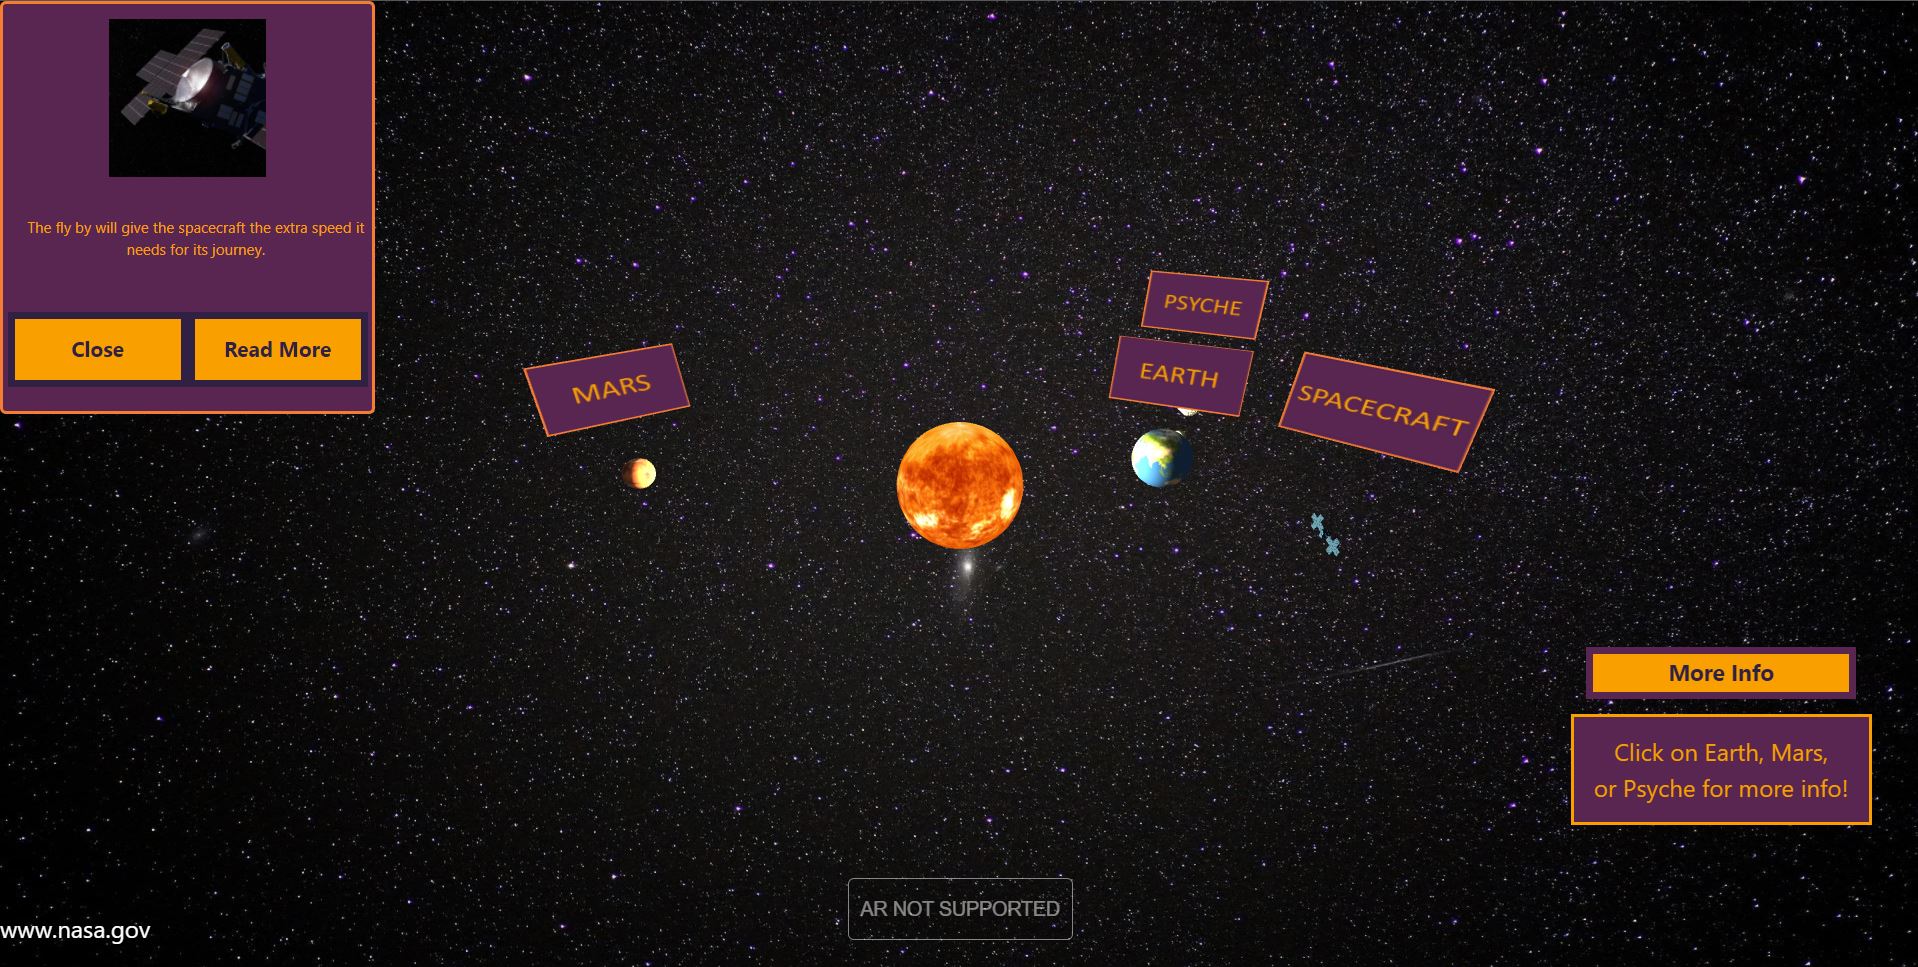 The fly by will give the spacecraft the extra speed it
needs for its journey.
Close
Read More
PSYCHE
MARS
EARTH
SPACECRAFT
More Info
Click on Earth, Mars,
or Psyche for more info!
AR NOT SUPPORTED
www.nasa.gov